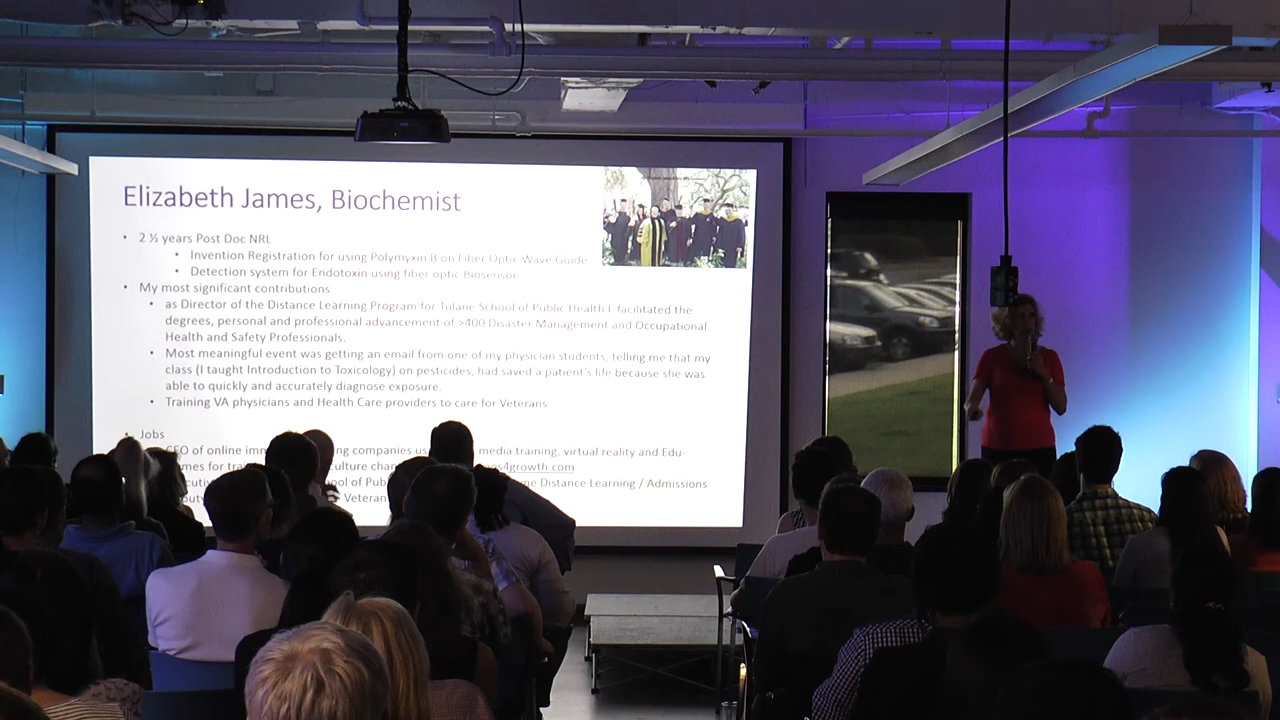 Elizabeth James, Biochemist
• 2 ½ years Post Doc NRL
• Invention Registration for using Polymyxin B on Fiber Optic Wave Guide
• Detection system for Endotoxin using fiber optic Biosensor
• My most significant contributions
• as Director of the Distance Learning Program for Tulane School of Public Health I facilitated the
degrees, personal and professional advancement of >400 Disaster Management and Occupational
Health and Safety Professionals.
• Most meaningful event was getting an email from one of my physician students, telling me that my
class (I taught Introduction to Toxicology) on pesticides, had saved a patient's life because she was
able to quickly and accurately diagnose exposure.
• Training VA physicians and Health Care providers to care for Veterans
• Jobs
of online companies media training, virtual reality and Edu-
for
Distance Learning / Admissions